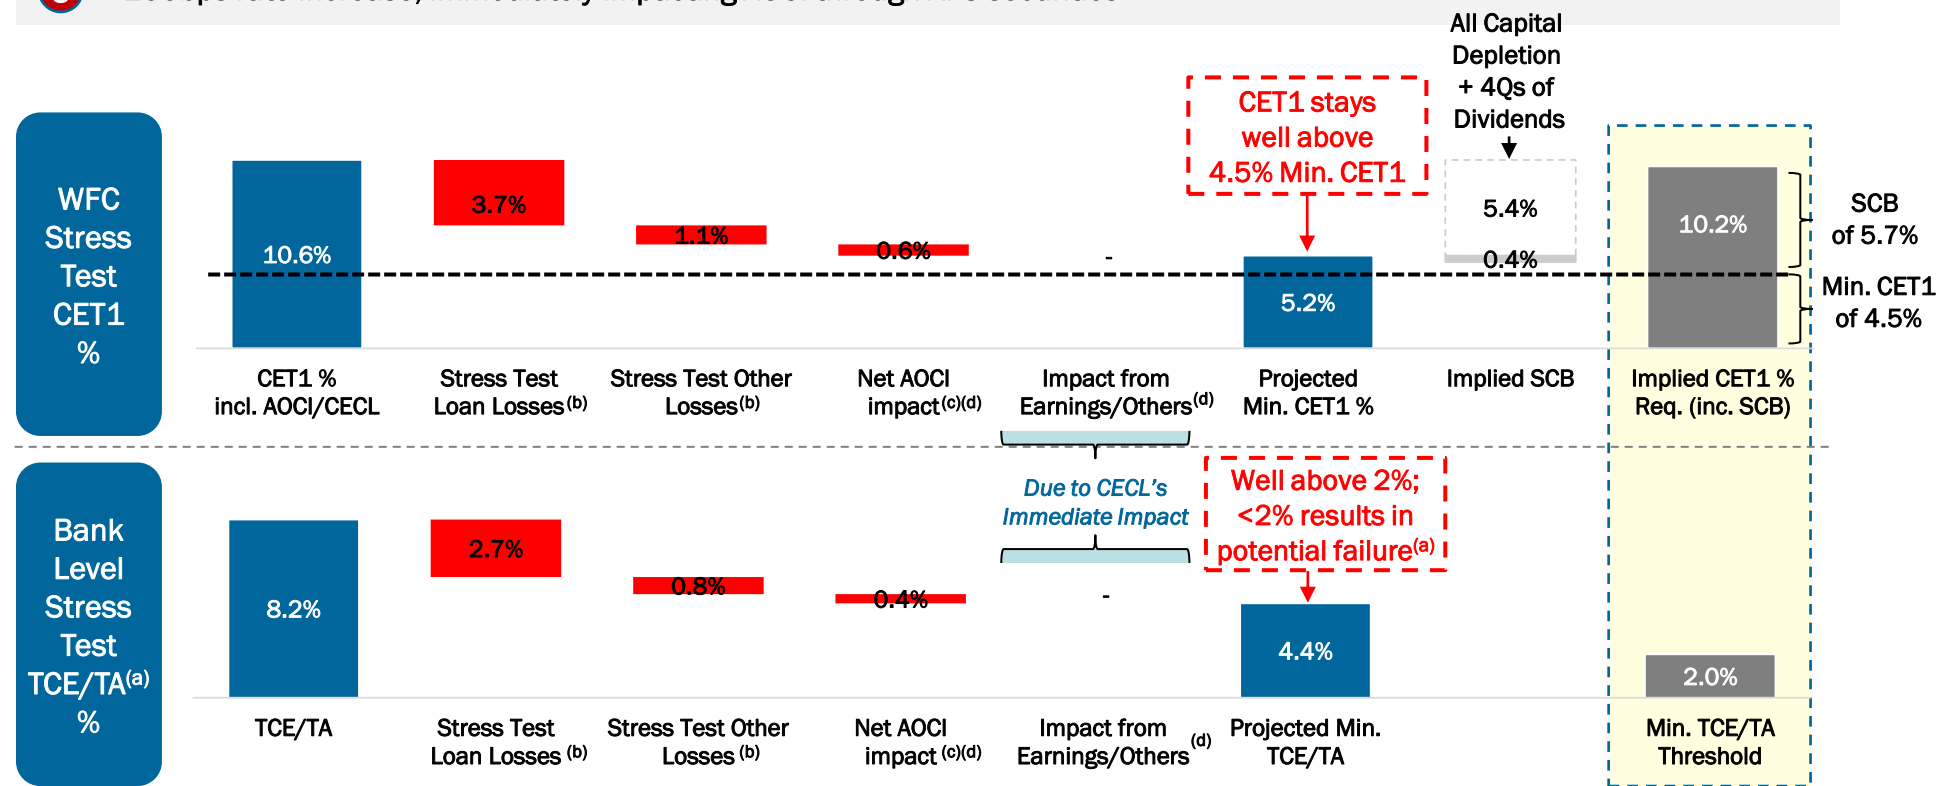 All Capital
Depletion
+ 4Qs of
Dividends
CET1 stays
well above
4.5% Min. CET1
WFC
Stress
Test
CET1
%
10.6%
3.7%
1.1%
0.6%
-
5.2%
5.4%
0.4%
10.2%
SCB
of 5.7%
Min. CET1
of 4.5%
CET1 %
incl. AOCI/CECL
Stress Test
Loan Losses(b)
Stress Test Other
Losses(b)
Net AOCI
impact(c)(d)
Impact from
Earnings/Others(d)
Projected
Min. CET1 %
Implied SCB
Implied CET1 %
Req. (inc. SCB)
Due to CECL's
Immediate Impact
Well above 2%;
<2% results in
potential failure(a)
Bank
Level
Stress
Test
TCE/TA(a)
%
8.2%
2.7%
0.8%
0.4%
-
4.4%
2.0%
TCE/TA
Stress Test
Loan Losses (b)
Stress Test Other
Losses (b)
Net AOCI
impact (c)(d)
Impact from
Earnings/Others(d)
Projected Min.
TCE/TA
Min. TCE/TA
Threshold